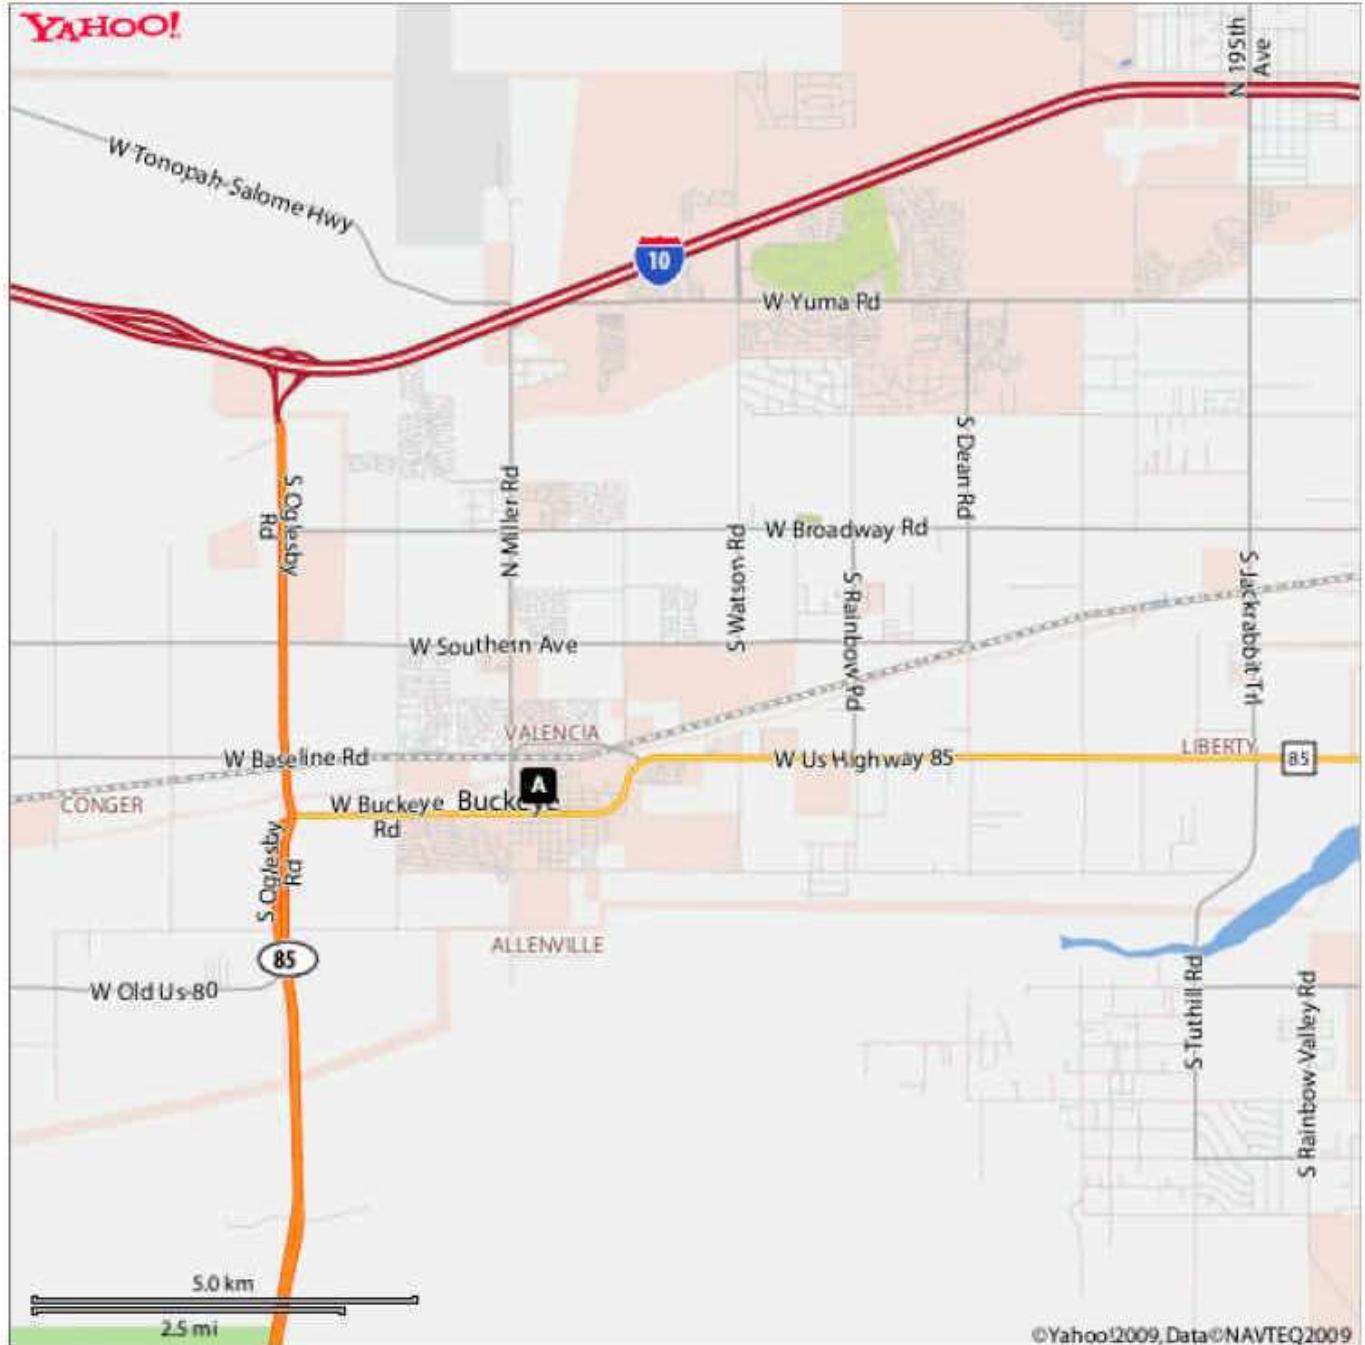 YAHOO!
N 195th
Ave
W Tonopah-Salome Hwy
10
W Yuma Rd
S Oglesby
Rd
N Miller Rd
S Dean Rd
W Broadway Rd
S Watson Rd
S Rainbow Rd
S Jackrabbit Trl
W Southern Ave
VALENCIA
W Baseline Rd
W Us Highway 85
LIBERTY
85
A
CONGER
W Buckeye
Rd
Buckeye
S Oglesby
Rd
ALLENVILLE
85
W Old Us-80
S Tuthill Rd
S Rainbow Valley Rd
5.0 km
2.5 mi
©Yahoo!2009, Data©NAVTEQ2009